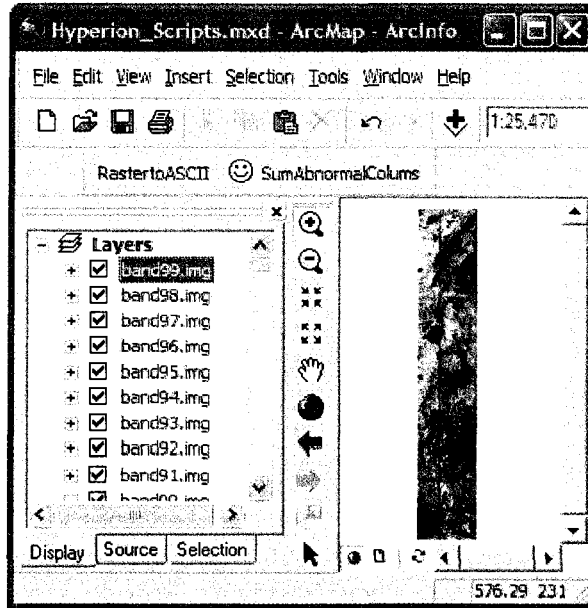 Hyperion_Scripts.mxd - ArcMap - ArcInfo
File Edit View Insert Selection Tools Window Help
1:25,470
RastertoASCII SumAbnormalColums
Layers
band99.img
band98.img
band97.img
band96.img
band95.img
band94.img
band93.img
band92.img
band91.img
Display Source Selection
576.29 231